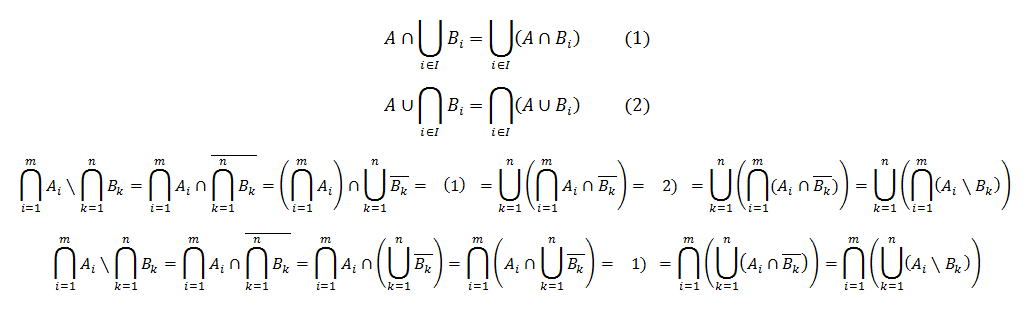 A ∩ ⋃_{i∈I} B_i = ⋃_{i∈I} (A ∩ B_i) (1)
A ∪ ⋂_{i∈I} B_i = ⋂_{i∈I} (A ∪ B_i) (2)
⋂_{i=1}^{m} A_i \ ⋂_{k=1}^{n} B_k = ⋂_{i=1}^{m} A_i ∩ \overline{⋂_{k=1}^{n} B_k} = (⋂_{i=1}^{m} A_i) ∩ ⋃_{k=1}^{n} \overline{B_k} = (1) = ⋃_{k=1}^{n} (⋂_{i=1}^{m} A_i ∩ \overline{B_k}) = 2) = ⋃_{k=1}^{n} (⋂_{i=1}^{m} (A_i ∩ \overline{B_k})) = ⋃_{k=1}^{n} (⋂_{i=1}^{m} (A_i \ B_k))
⋂_{i=1}^{m} A_i \ ⋂_{k=1}^{n} B_k = ⋂_{i=1}^{m} A_i ∩ \overline{⋂_{k=1}^{n} B_k} = ⋂_{i=1}^{m} A_i ∩ (⋃_{k=1}^{n} \overline{B_k}) = ⋂_{i=1}^{m} (A_i ∩ ⋃_{k=1}^{n} \overline{B_k}) = 1) = ⋂_{i=1}^{m} (⋃_{k=1}^{n} (A_i ∩ \overline{B_k})) = ⋂_{i=1}^{m} (⋃_{k=1}^{n} (A_i \ B_k))